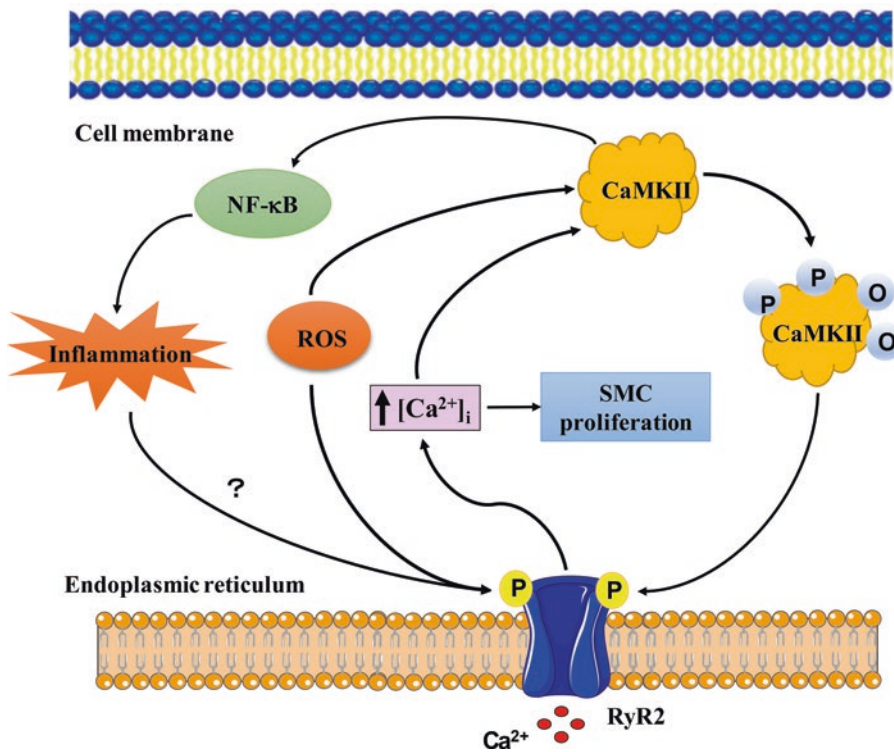 Cell membrane
NF-κB
CaMKII
P
P
O
CaMKII
O
Inflammation
ROS
[Ca²⁺]ᵢ
SMC
proliferation
?
Endoplasmic reticulum
P
P
RyR2
Ca²⁺